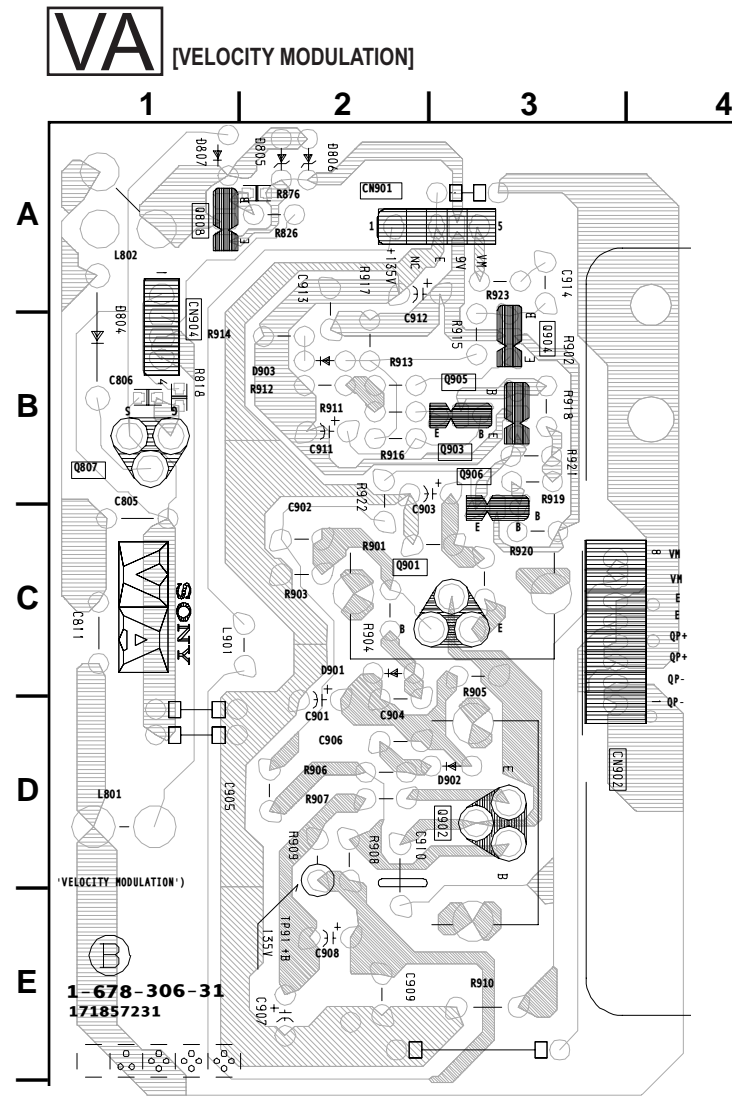 VA [VELOCITY MODULATION]
1 2 3 4
A
B
C
D
E
D807
D805
D806
R876
R826
Q808
B
E
CN901
1
5
+135V
NC
E
9V
VM
L802
D804
CN904
R914
R818
C806
4
S
G
Q807
C805
C913
R917
C912
R923
C914
R915
B
E
Q904
R902
D903
R913
R912
Q905
R911
B
E
R918
C911
R916
E
B
Q903
Q906
R921
R919
C902
R922
C903
E
B
B
R920
R901
Q901
R903
R904
B
E
VA
SONY
C811
L901
D901
R905
C901
C904
C906
R906
R907
D902
E
C905
L801
R909
R908
C910
Q902
B
8 VM
VM
E
E
QP+
QP+
QP-
1 QP-
CN902
'VELOCITY MODULATION')
TP91 +B
135V
C908
B
1-678-306-31
171857231
C907
C909
R910